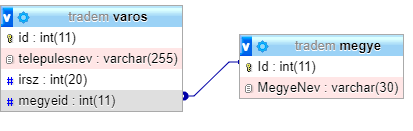 v tradem varos
id : int(11)
telepulesnev : varchar(255)
# irsz : int(20)
# megyeid : int(11)
v tradem megye
Id : int(11)
MegyeNev : varchar(30)